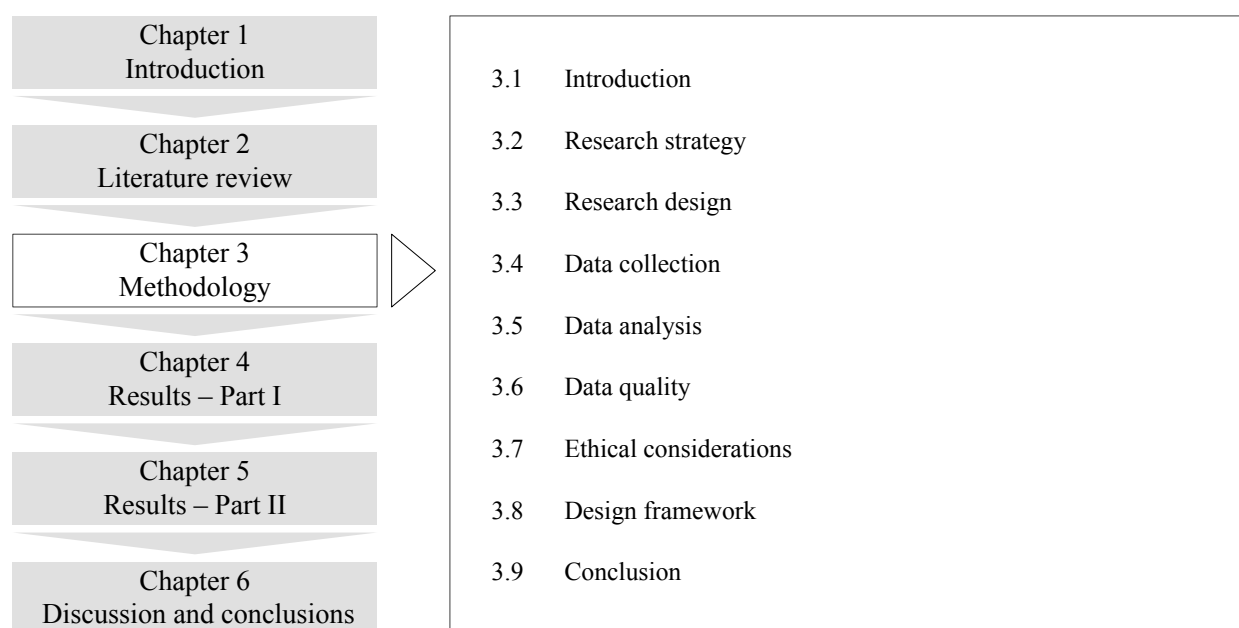 Chapter 1
Introduction
Chapter 2
Literature review
Chapter 3
Methodology
Chapter 4
Results – Part I
Chapter 5
Results – Part II
Chapter 6
Discussion and conclusions
3.1 Introduction
3.2 Research strategy
3.3 Research design
3.4 Data collection
3.5 Data analysis
3.6 Data quality
3.7 Ethical considerations
3.8 Design framework
3.9 Conclusion